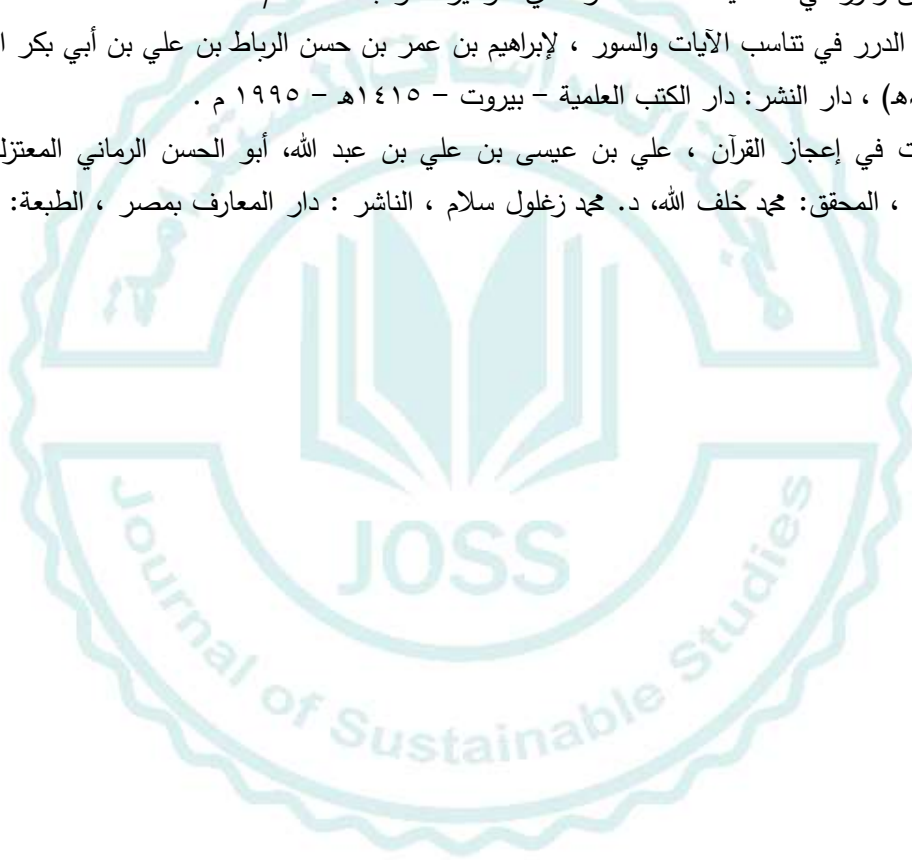 الدرر في تناسب الآيات والسور ، لإبراهيم بن عمر بن حسن الرباط بن علي بن أبي بكر
هـ) ، دار النشر: دار الكتب العلمية – بيروت – ١٤١٥هـ – ١٩٩٥ م .
في إعجاز القرآن ، علي بن عيسى بن علي بن عبد الله، أبو الحسن الرماني
، المحقق: محمد خلف الله، د. محمد زغلول سلام ، الناشر : دار المعارف بمصر ، الطبعة:
JOSS
Journal of Sustainable Studies